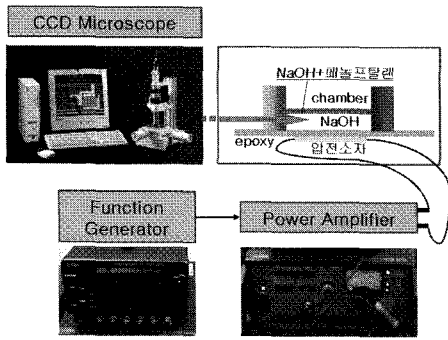 CCD Microscope
NaOH+페놀프탈렌
chamber
NaOH
epoxy
압전소자
Function
Generator
Power Amplifier